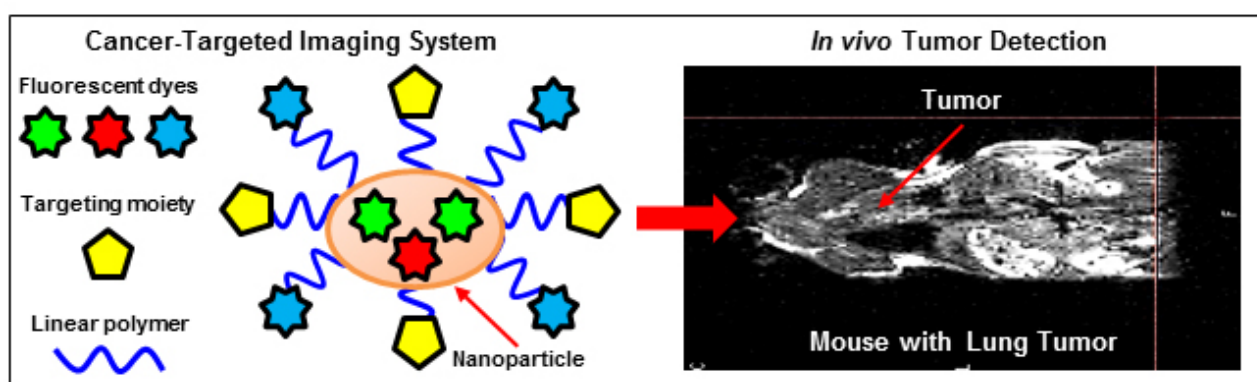 Cancer-Targeted Imaging System
Fluorescent dyes
Targeting moiety
Linear polymer
Nanoparticle
In vivo Tumor Detection
Tumor
Mouse with Lung Tumor
F